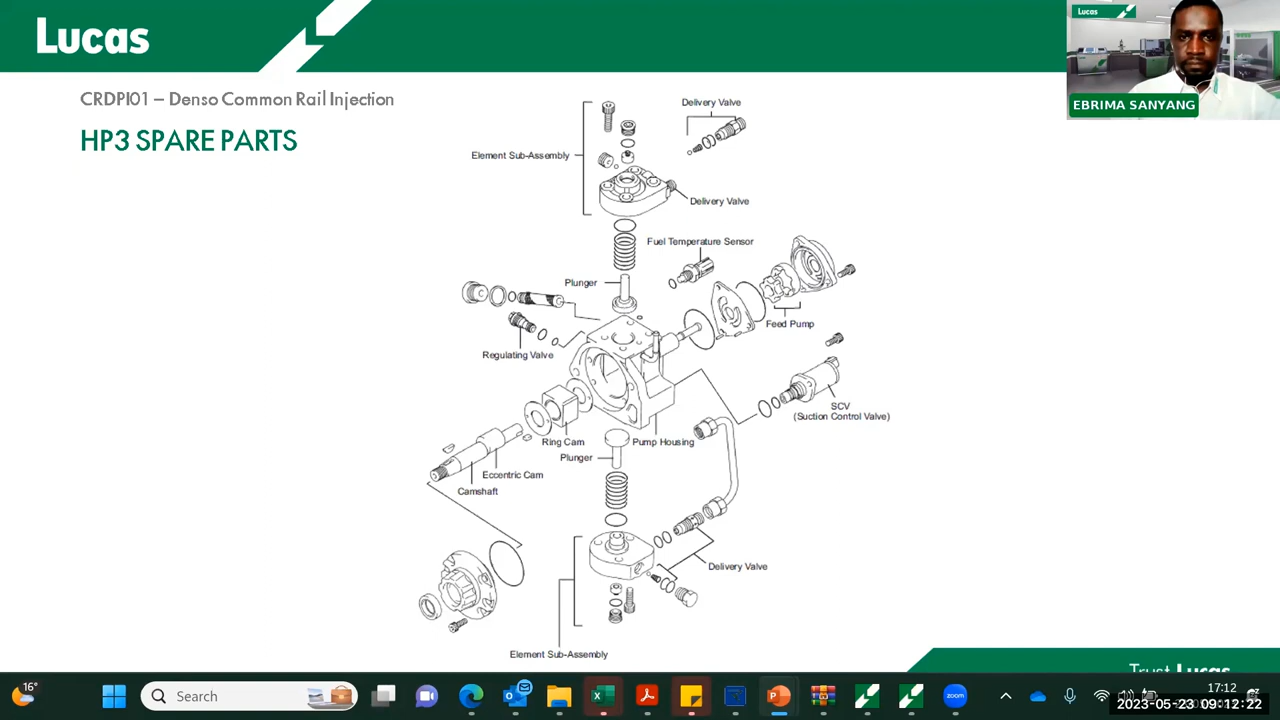 Lucas
Lucas
EBRIMA SANYANG
CRDPI01 – Denso Common Rail Injection
HP3 SPARE PARTS
Delivery Valve
Element Sub-Assembly
Delivery Valve
Fuel Temperature Sensor
Plunger
Feed Pump
Regulating Valve
SCV
(Suction Control Valve)
Ring Cam
Pump Housing
Plunger
Eccentric Cam
Camshaft
Delivery Valve
Element Sub-Assembly
Trust Lucas
16°
Search
zoom
17:12
2023-05-23 09:12:22